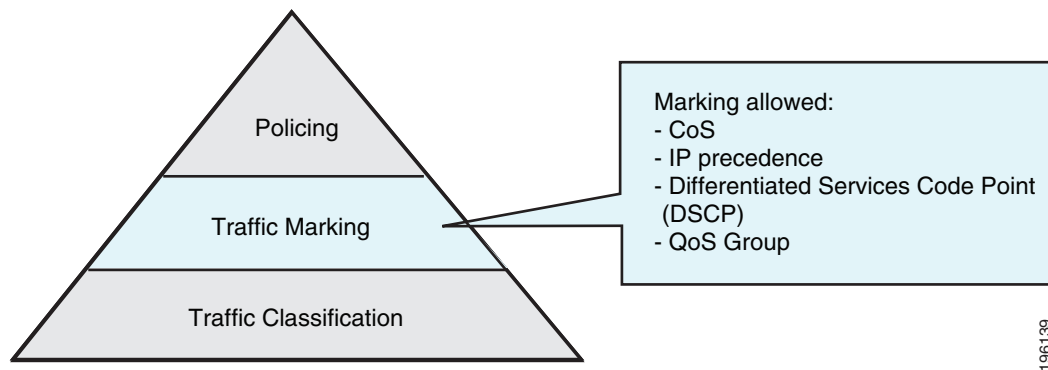 Policing
Traffic Marking
Traffic Classification
Marking allowed:
- CoS
- IP precedence
- Differentiated Services Code Point
(DSCP)
- QoS Group
196139